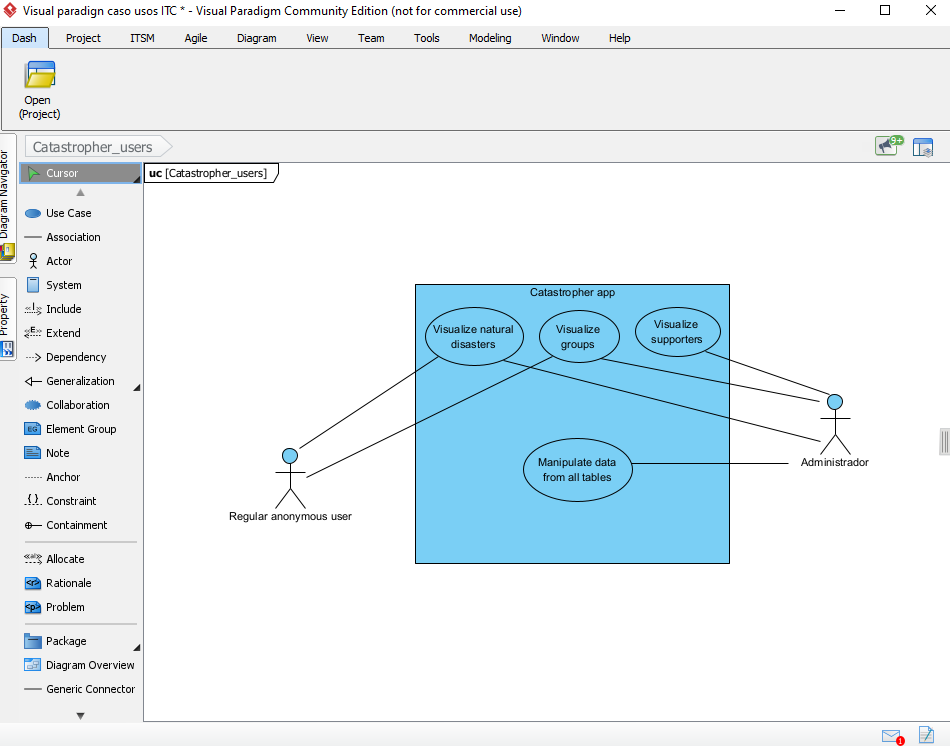 Visual paradign caso usos ITC * - Visual Paradigm Community Edition (not for commercial use)
Dash Project ITSM Agile Diagram View Team Tools Modeling Window Help
Open
(Project)
Catastropher_users
9+
Diagram Navigator
Property
Cursor
Use Case
Association
Actor
System
Include
Extend
Dependency
Generalization
Collaboration
Element Group
Note
Anchor
Constraint
Containment
Allocate
Rationale
Problem
Package
Diagram Overview
Generic Connector
uc [Catastropher_users]
Catastropher app
Visualize natural
disasters
Visualize
groups
Visualize
supporters
Manipulate data
from all tables
Regular anonymous user
Administrador
1